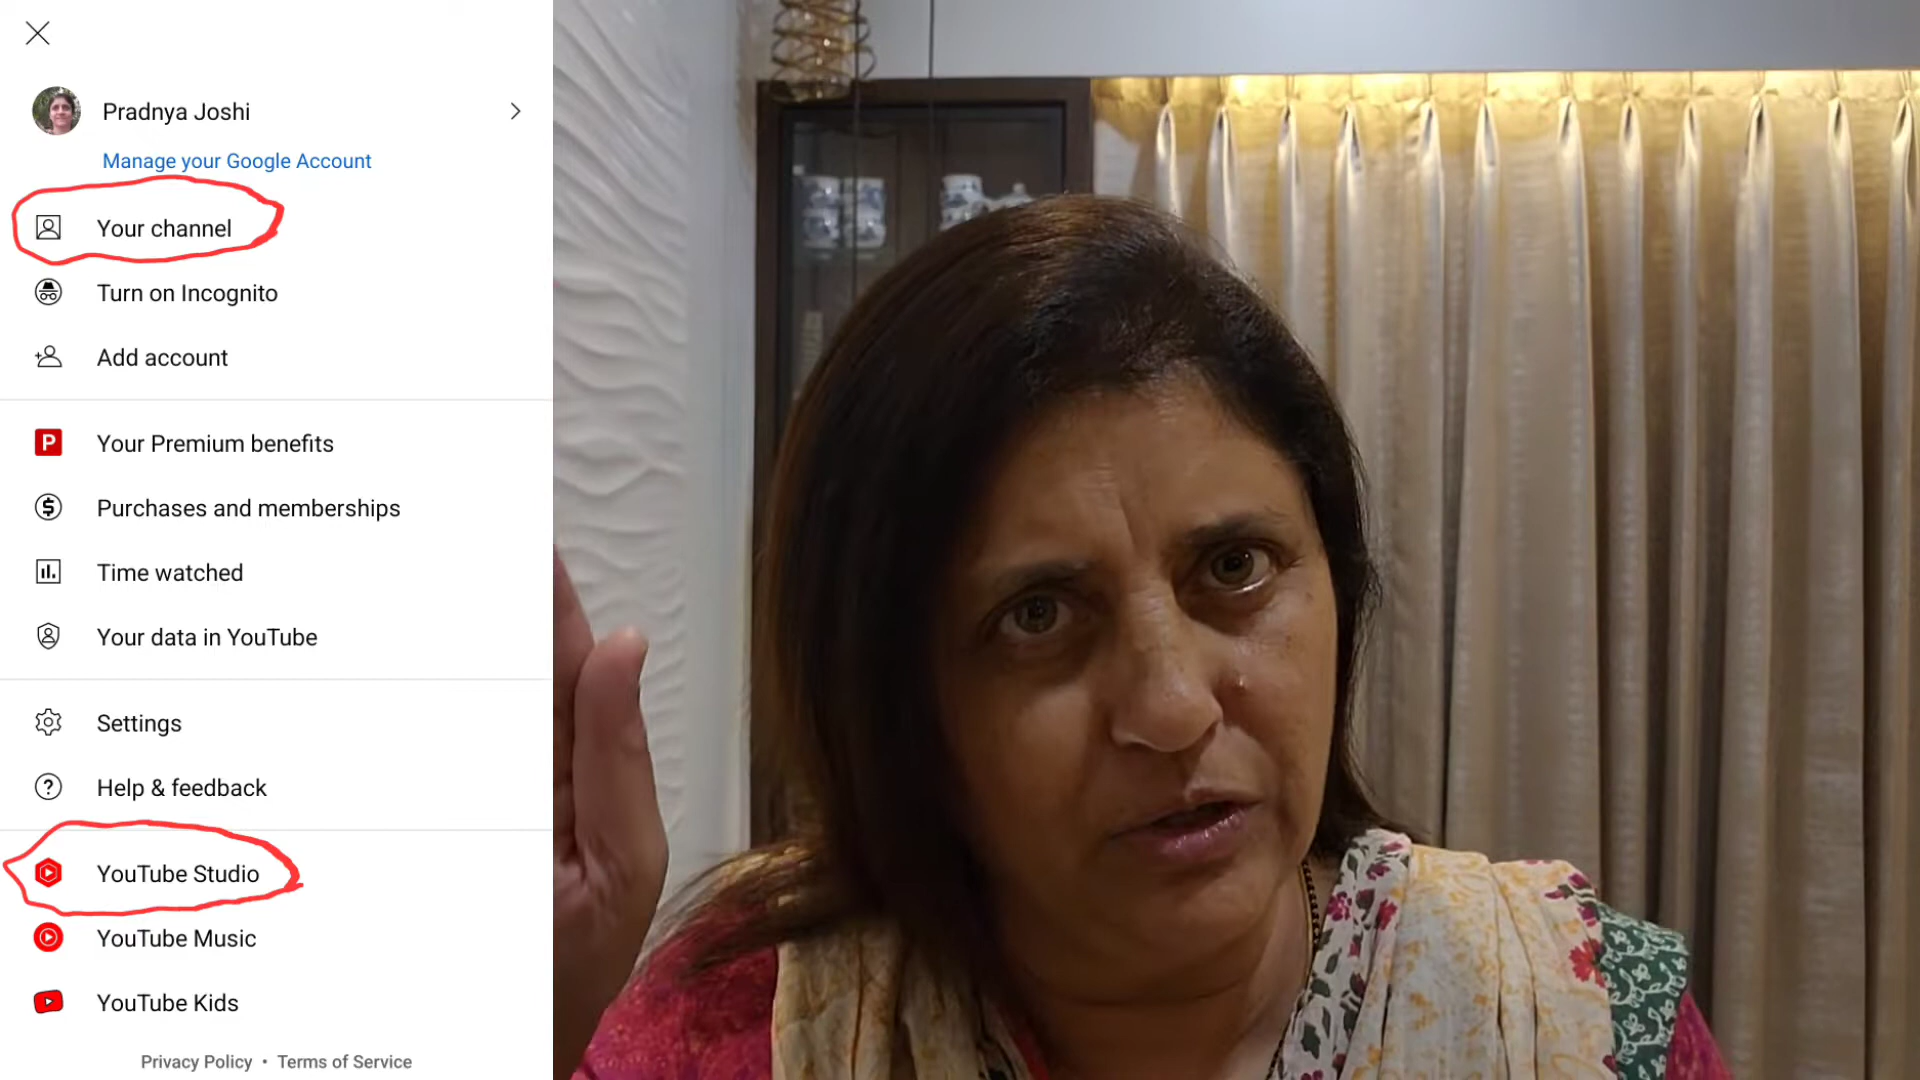 Pradnya Joshi
Manage your Google Account
Your channel
Turn on Incognito
Add account
P Your Premium benefits
$ Purchases and memberships
Time watched
Your data in YouTube
Settings
? Help & feedback
YouTube Studio
YouTube Music
YouTube Kids
Privacy Policy • Terms of Service